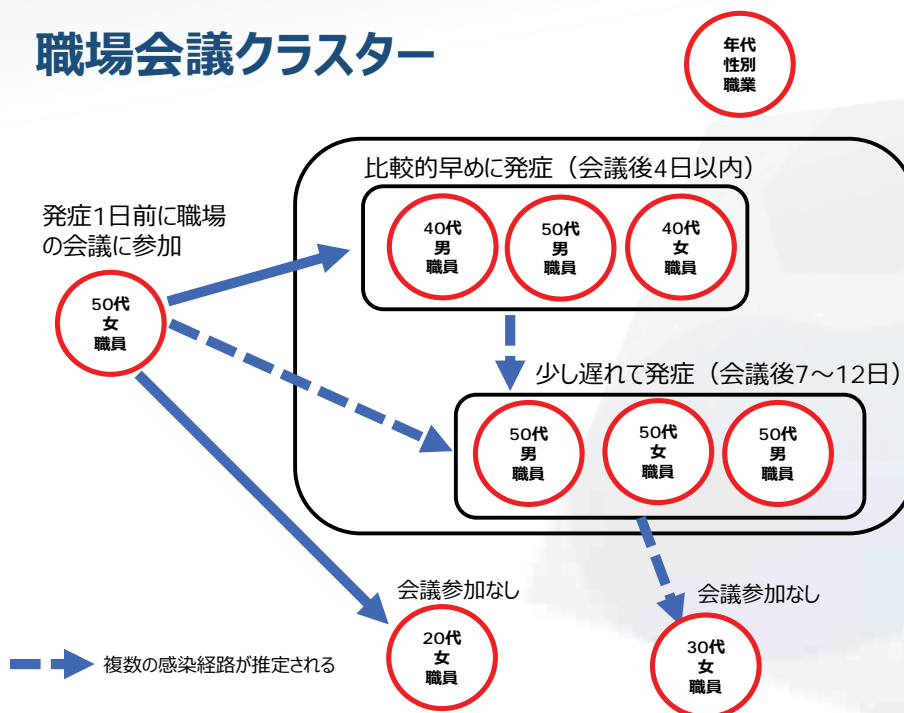 職場会議クラスター
年代
性別
職業
比較的早めに発症（会議後4日以内）
40代
男
職員
50代
男
職員
40代
女
職員
発症1日前に職場
の会議に参加
50代
女
職員
少し遅れて発症（会議後7～12日）
50代
男
職員
50代
女
職員
50代
男
職員
会議参加なし
20代
女
職員
会議参加なし
30代
女
職員
複数の感染経路が推定される